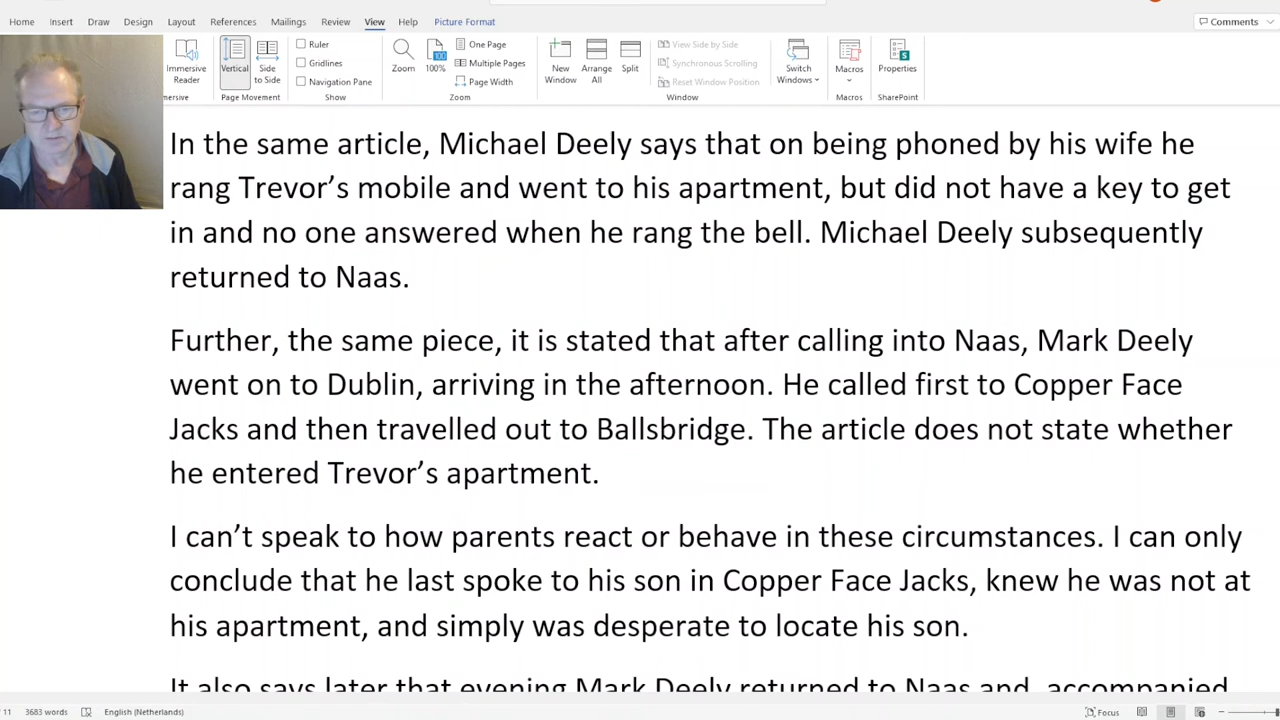 Home Insert Draw Design Layout References Mailings Review View Help Picture Format Comments
Immersive Reader
Vertical
Side to Side
Page Movement
Ruler
Gridlines
Navigation Pane
Show
Zoom
100%
One Page
Multiple Pages
Page Width
Zoom
New Window
Arrange All
Split
View Side by Side
Synchronous Scrolling
Reset Window Position
Window
Switch Windows
Macros
Macros
Properties
SharePoint
In the same article, Michael Deely says that on being phoned by his wife he
rang Trevor’s mobile and went to his apartment, but did not have a key to get
in and no one answered when he rang the bell. Michael Deely subsequently
returned to Naas.
Further, the same piece, it is stated that after calling into Naas, Mark Deely
went on to Dublin, arriving in the afternoon. He called first to Copper Face
Jacks and then travelled out to Ballsbridge. The article does not state whether
he entered Trevor’s apartment.
I can’t speak to how parents react or behave in these circumstances. I can only
conclude that he last spoke to his son in Copper Face Jacks, knew he was not at
his apartment, and simply was desperate to locate his son.
It also says later that evening Mark Deely returned to Naas and, accompanied
11 3683 words English (Netherlands) Focus